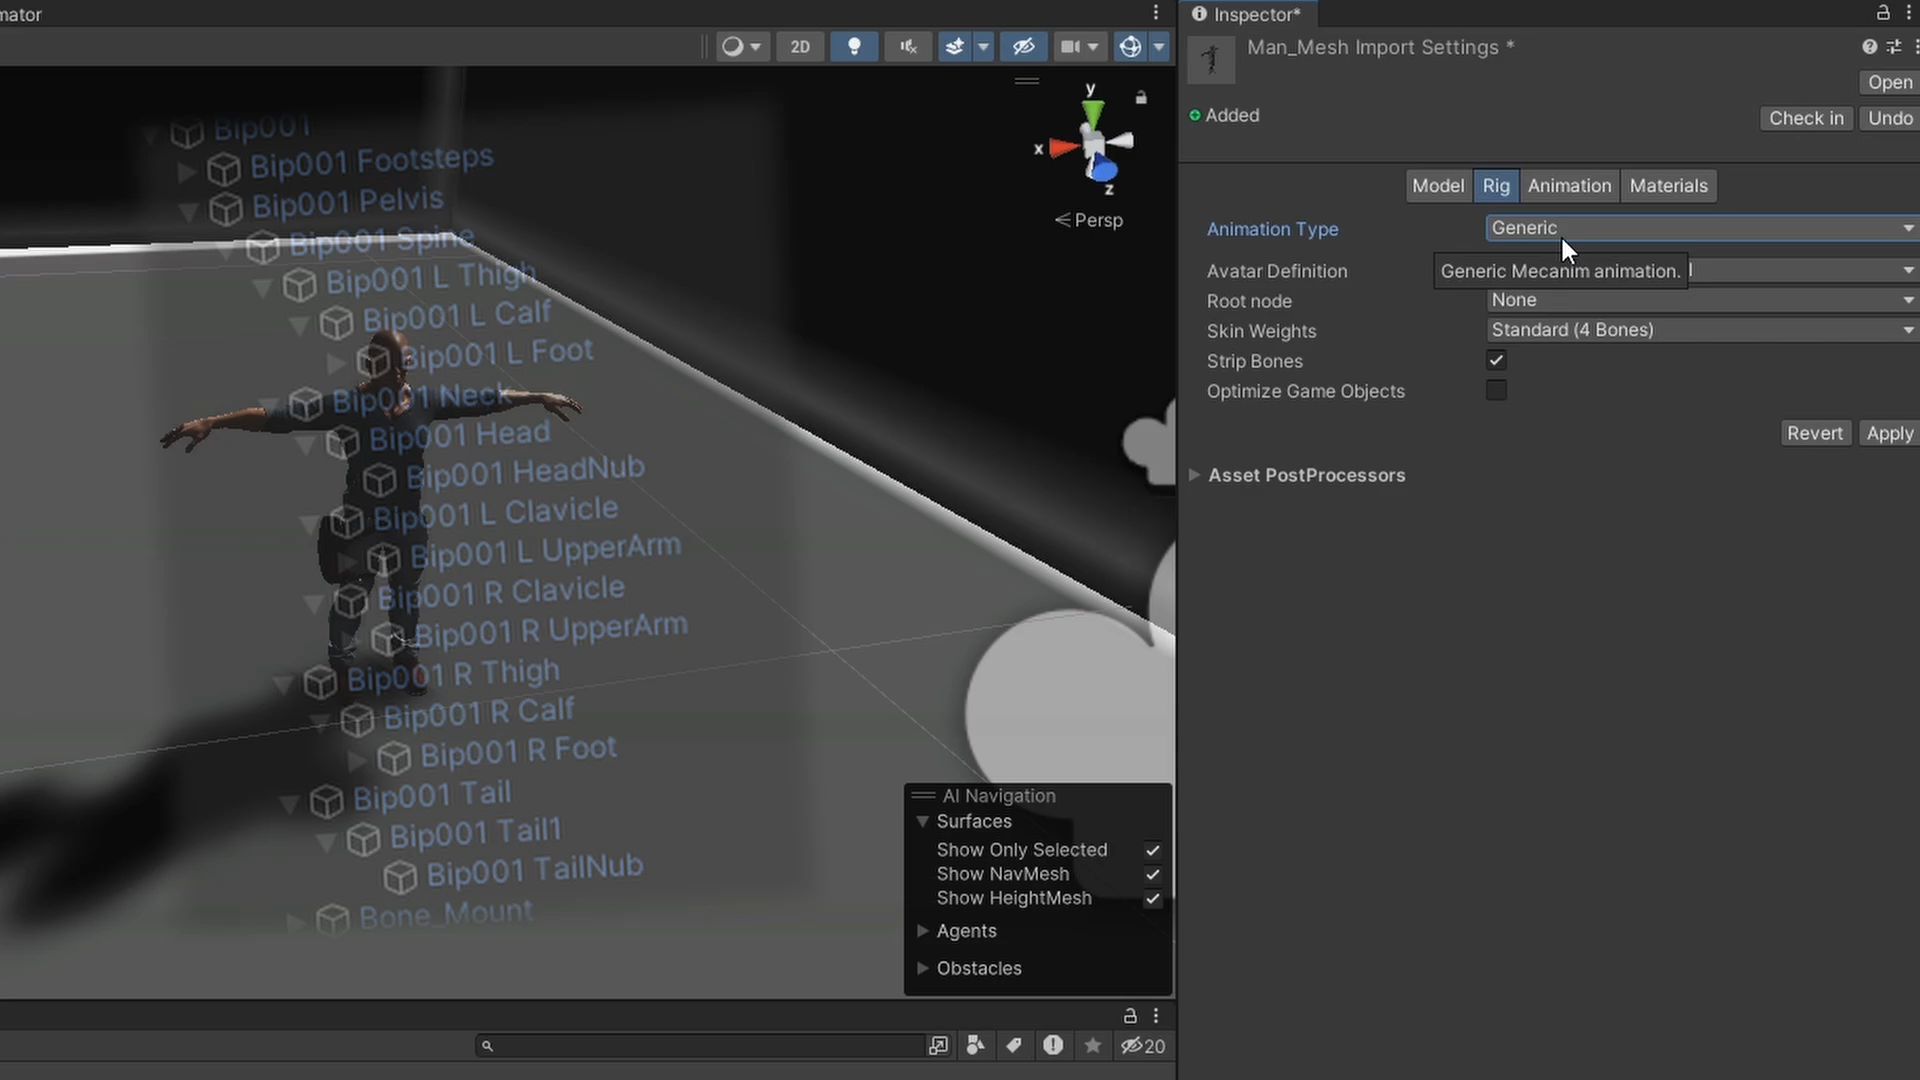 mator
2D
y
x
z
Persp
Bip001
Bip001 Footsteps
Bip001 Pelvis
Bip001 Spine
Bip001 L Thigh
Bip001 L Calf
Bip001 L Foot
Bip001 Neck
Bip001 Head
Bip001 HeadNub
Bip001 L Clavicle
Bip001 L UpperArm
Bip001 R Clavicle
Bip001 R UpperArm
Bip001 R Thigh
Bip001 R Calf
Bip001 R Foot
Bip001 Tail
Bip001 Tail1
Bip001 TailNub
Bone_Mount
AI Navigation
Surfaces
Show Only Selected
Show NavMesh
Show HeightMesh
Agents
Obstacles
20
Inspector*
Man_Mesh Import Settings *
Open
Added
Check in
Undo
Model
Rig
Animation
Materials
Animation Type
Generic
Avatar Definition
Generic Mecanim animation.
Root node
None
Skin Weights
Standard (4 Bones)
Strip Bones
Optimize Game Objects
Revert
Apply
Asset PostProcessors